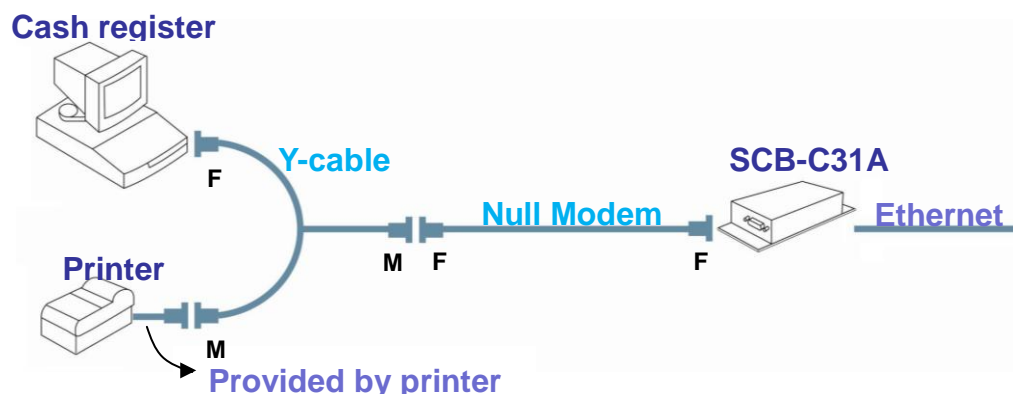 Cash register
F
Y-cable
SCB-C31A
Null Modem
Ethernet
M
F
F
Printer
M
Provided by printer